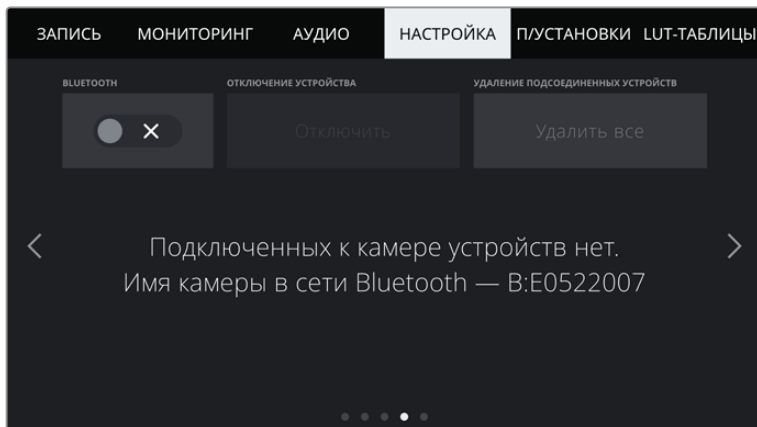 ЗАПИСЬ МОНИТОРИНГ АУДИО НАСТРОЙКА П/УСТАНОВКИ LUT-ТАБЛИЦЫ
BLUETOOTH ОТКЛЮЧЕНИЕ УСТРОЙСТВА УДАЛЕНИЕ ПОДСОЕДИНЕННЫХ УСТРОЙСТВ
Отключить Удалить все
Подключенных к камере устройств нет.
Имя камеры в сети Bluetooth — B:E0522007